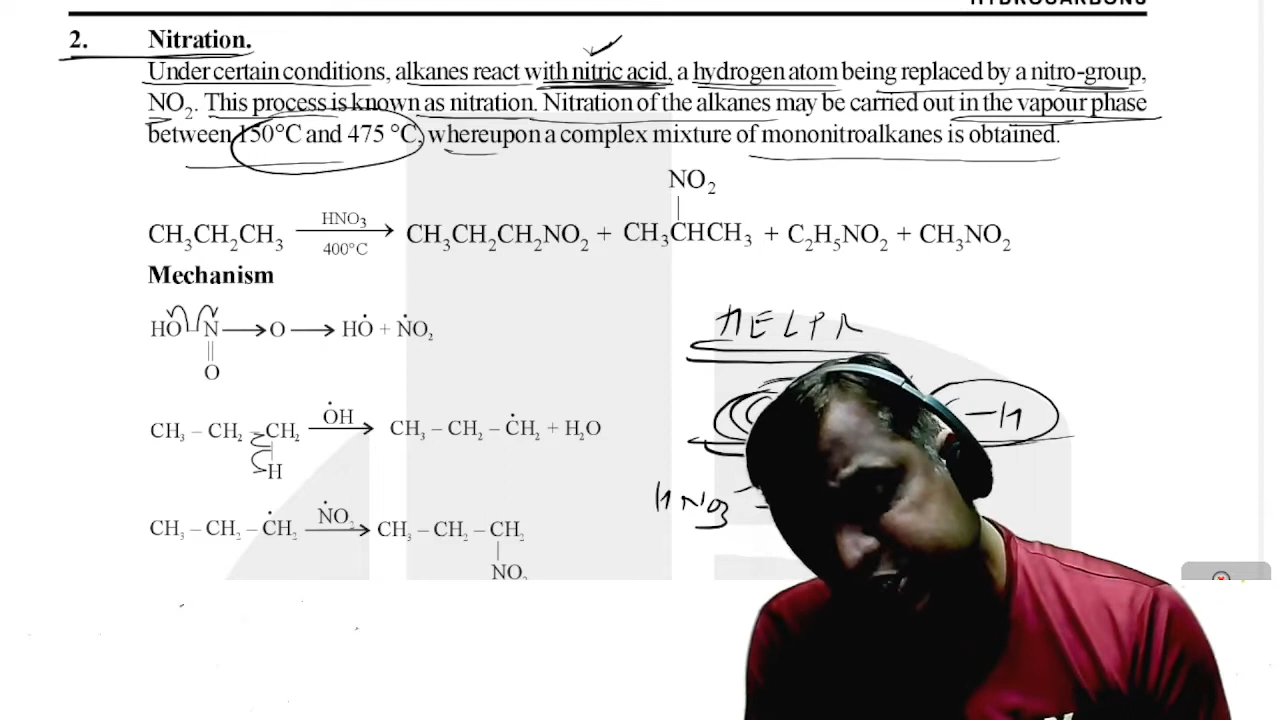 HYDROCARBONS
2. Nitration.
Under certain conditions, alkanes react with nitric acid, a hydrogen atom being replaced by a nitro-group,
NO₂. This process is known as nitration. Nitration of the alkanes may be carried out in the vapour phase
between 150°C and 475 °C, whereupon a complex mixture of mononitroalkanes is obtained.
NO₂
|
CH₃CH₂CH₃ HNO₃ 400°C → CH₃CH₂CH₂NO₂ + CH₃CHCH₃ + C₂H₅NO₂ + CH₃NO₂
Mechanism
HO – N → O → HȮ + ṄO₂
||
O
CH₃ – CH₂ – CH₂ ȮH → CH₃ – CH₂ – ĊH₂ + H₂O
|
H
CH₃ – CH₂ – ĊH₂ ṄO₂ → CH₃ – CH₂ – CH₂
|
NO₂
–H
HNO₃